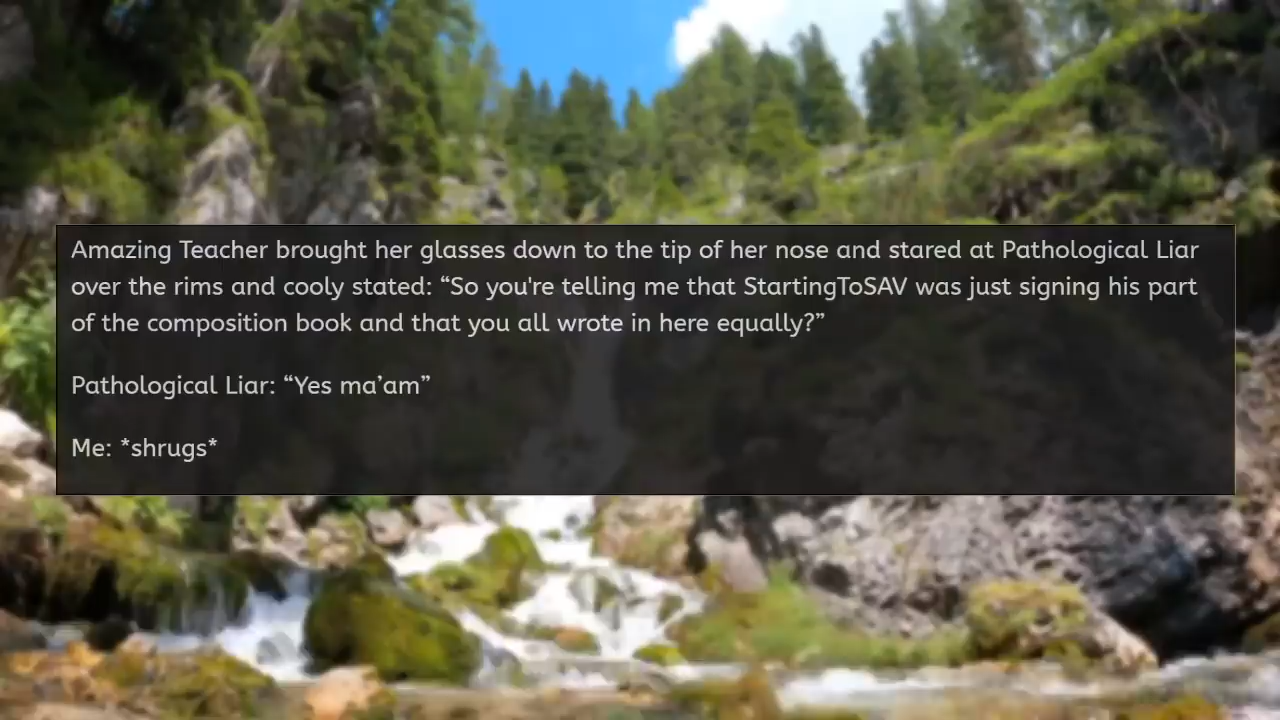 Amazing Teacher brought her glasses down to the tip of her nose and stared at Pathological Liar
over the rims and cooly stated: “So you're telling me that StartingToSAV was just signing his part
of the composition book and that you all wrote in here equally?”
Pathological Liar: “Yes ma’am”
Me: *shrugs*